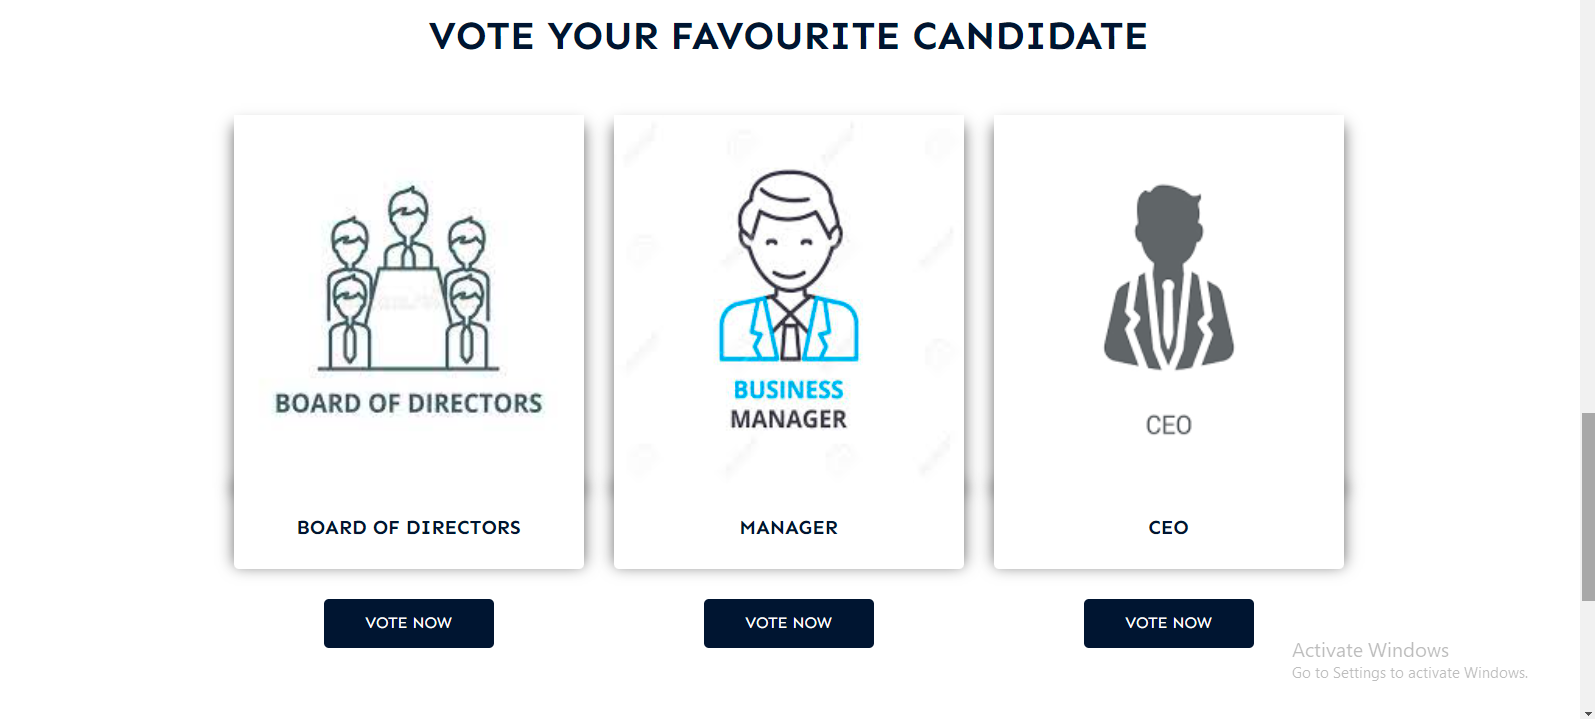 VOTE YOUR FAVOURITE CANDIDATE
BOARD OF DIRECTORS
BUSINESS
MANAGER
CEO
BOARD OF DIRECTORS
MANAGER
CEO
VOTE NOW
VOTE NOW
VOTE NOW
Activate Windows
Go to Settings to activate Windows.